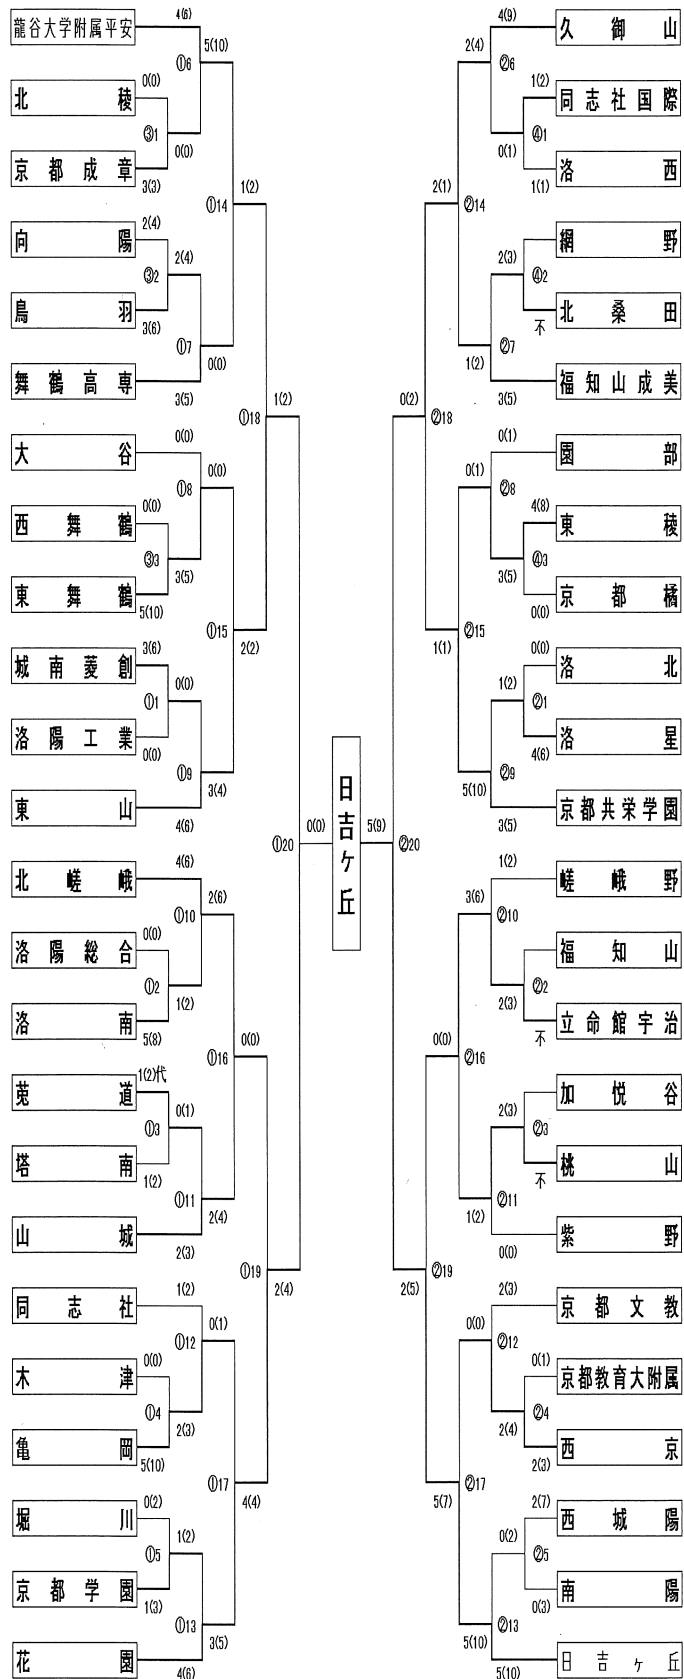 龍谷大学附属平安
4(6)
5(10)
①6
北稜
0(0)
③1
0(0)
京都成章
3(3)
①14
1(2)
向陽
2(4)
③2
2(4)
鳥羽
3(6)
①7
0(0)
舞鶴高専
3(5)
①18
1(2)
大谷
0(0)
①8
0(0)
西舞鶴
0(0)
③3
3(5)
東舞鶴
5(10)
①15
2(2)
城南菱創
3(6)
①1
0(0)
洛陽工業
0(0)
①9
3(4)
東山
4(6)
①20
0(0)
北嵯峨
4(6)
①10
2(6)
洛陽総合
0(0)
①2
1(2)
洛南
5(8)
①16
0(0)
莵道
1(2)代
①3
0(1)
塔南
1(2)
①11
2(4)
山城
2(3)
①19
2(4)
同志社
1(2)
①12
0(1)
木津
0(0)
①4
2(3)
亀岡
5(10)
①17
4(4)
堀川
0(2)
①5
1(2)
京都学園
1(3)
①13
3(5)
花園
4(6)
日吉ヶ丘
5(9)
②20
4(9)
久御山
2(4)
②6
1(2)
同志社国際
④1
0(1)
洛西
1(1)
2(1)
②14
網野
2(3)
④2
北桑田
不
②7
1(2)
福知山成美
3(5)
0(2)
②18
0(1)
園部
0(1)
②8
4(8)
東稜
④3
3(5)
京都橘
0(0)
1(1)
②15
0(0)
洛北
1(2)
②1
洛星
4(6)
②9
5(10)
京都共栄学園
3(5)
1(2)
嵯峨野
3(6)
②10
福知山
②2
2(3)
立命館宇治
不
0(0)
②16
加悦谷
2(3)
②3
桃山
不
②11
1(2)
紫野
0(0)
2(5)
②19
2(3)
京都文教
0(0)
②12
0(1)
京都教育大附属
②4
2(4)
西京
2(3)
5(7)
②17
2(7)
西城陽
0(2)
②5
南陽
0(3)
②13
5(10)
日吉ヶ丘
5(10)